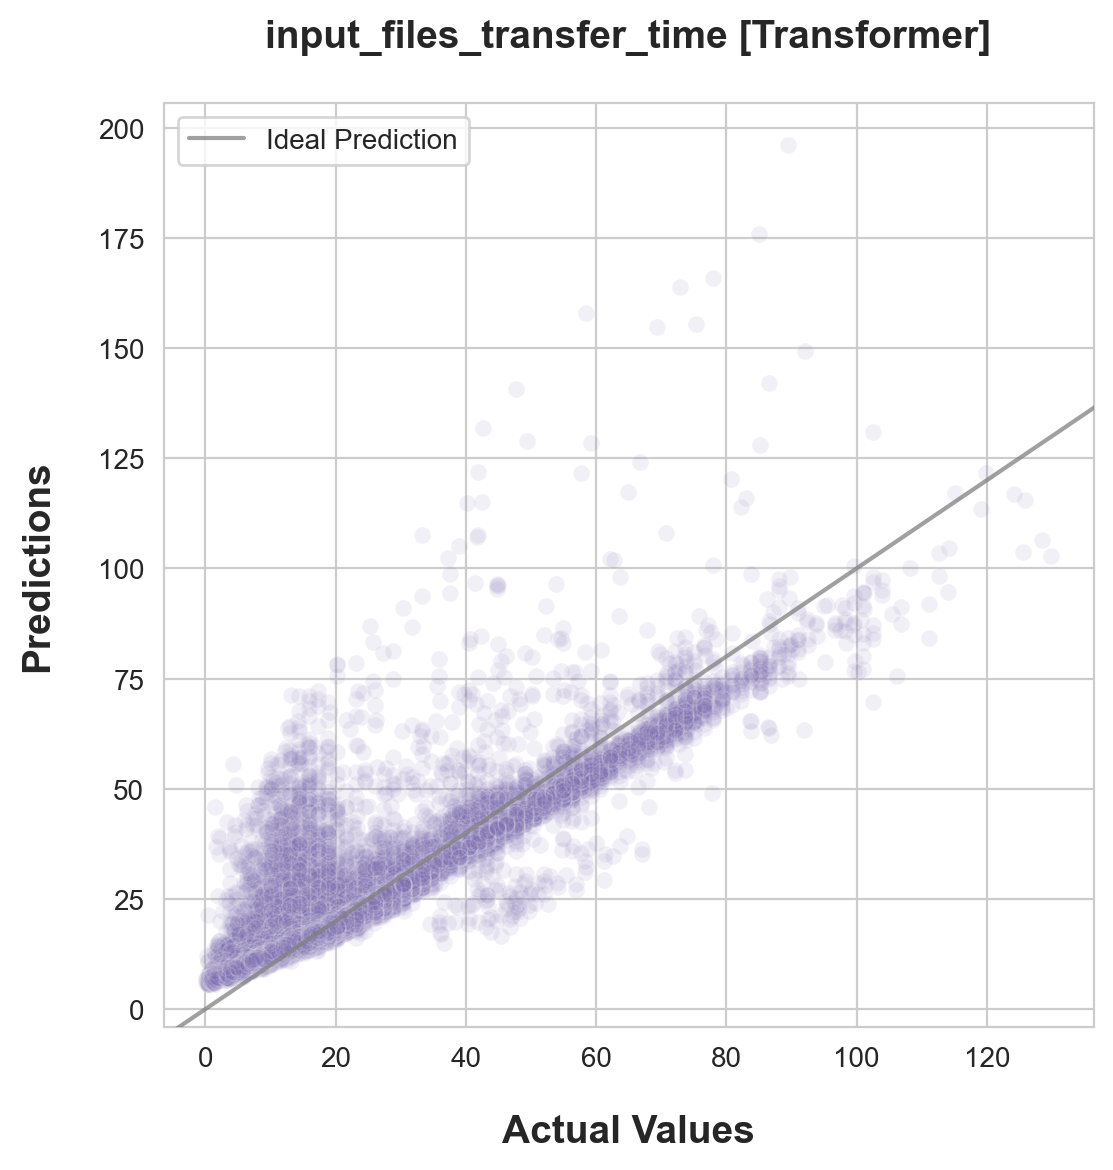 input_files_transfer_time [Transformer]
Ideal Prediction
200
175
150
125
100
75
50
25
0
Predictions
0 20 40 60 80 100 120
Actual Values